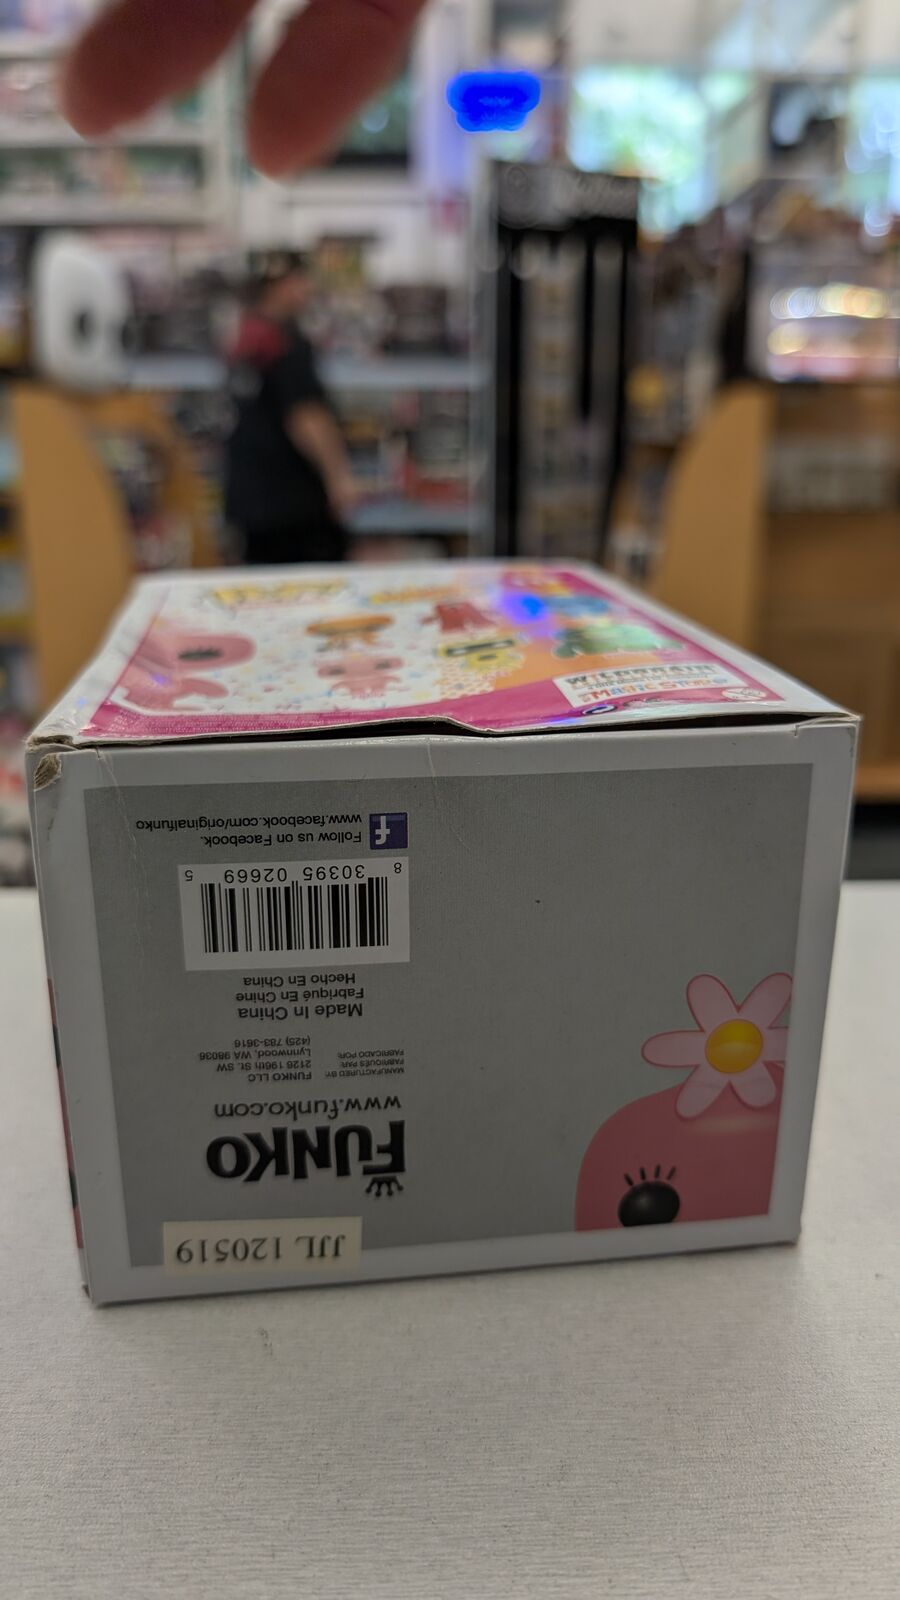 WILDBRAIN
Follow us on Facebook.
www.facebook.com/originalfunko
8 30395 02669 5
Made In China
Fabriqué En Chine
Hecho En China
MANUFACTURED BY:
FABRIQUÉS PAR:
FABRICADO POR:
FUNKO LLC
2126 196th St. SW
Lynnwood, WA 98036
(425) 783-3616
www.funko.com
FUNKO
JJL 120519